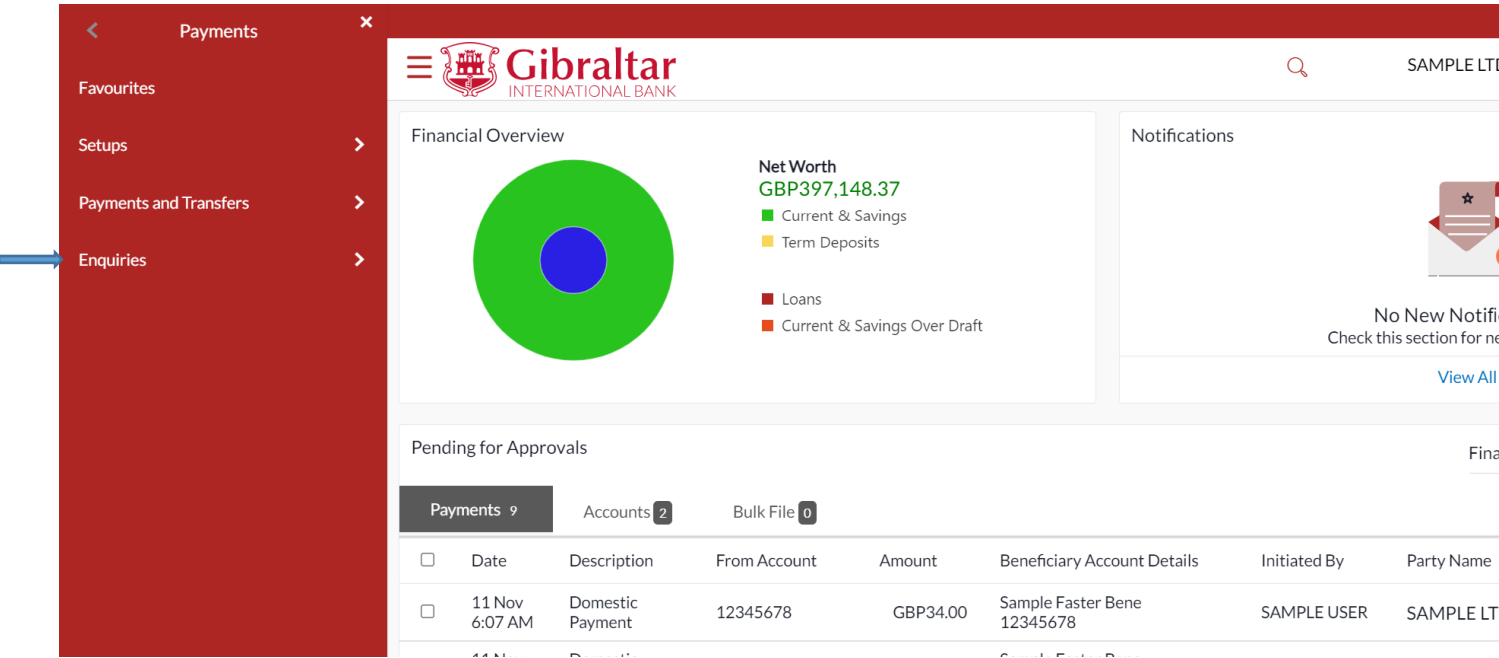 Payments
Favourites
Setups
Payments and Transfers
Enquiries
Gibraltar
INTERNATIONAL BANK
SAMPLE LTD
Financial Overview
Net Worth
GBP397,148.37
Current & Savings
Term Deposits
Loans
Current & Savings Over Draft
Notifications
No New Notifi
Check this section for ne
View All
Pending for Approvals
Fina
Payments 9
Accounts 2
Bulk File 0
Date Description From Account Amount Beneficiary Account Details Initiated By Party Name
11 Nov Domestic Sample Faster Bene
12345678 GBP34.00 SAMPLE USER SAMPLE LT
6:07 AM Payment 12345678